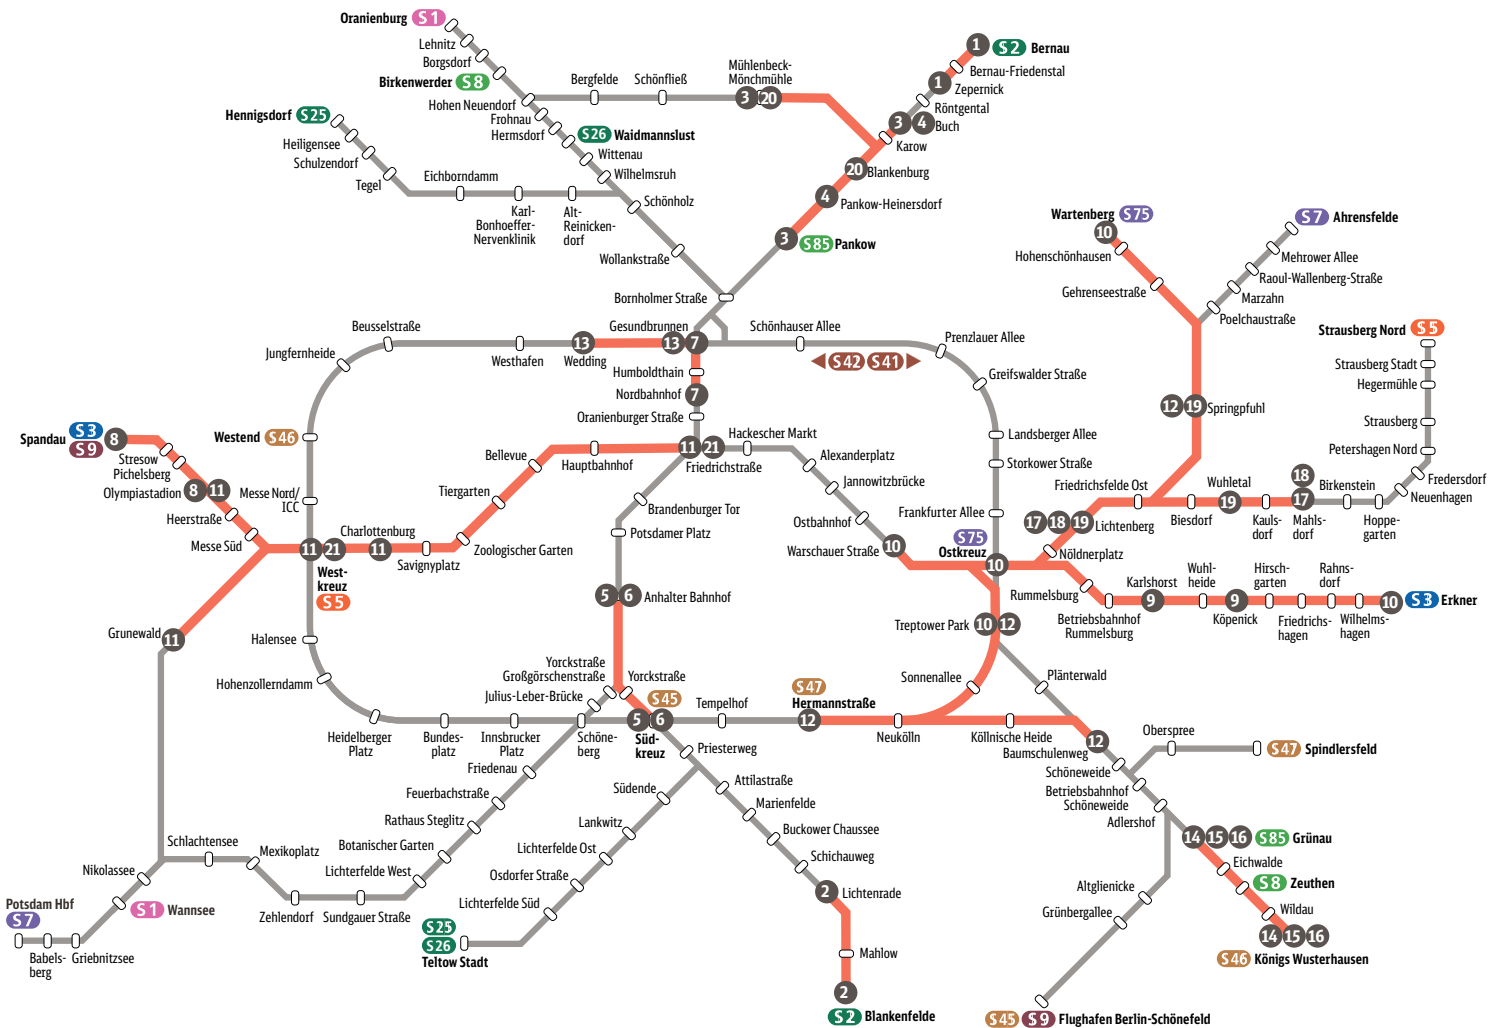 Oranienburg S1
Lehnitz
Borgsdorf
Birkenwerder S8
Hohen Neuendorf
Frohnau
Hermsdorf
Bergfelde
Schönfließ
Mühlenbeck-
Mönchmühle
3 20
1 S2 Bernau
Bernau-Friedenstal
1
Zepernick
Röntgental
3 4 Buch
Karow
20 Blankenburg
4
Pankow-Heinersdorf
3 S85 Pankow
Hennigsdorf S25
Heiligensee
Schulzendorf
Tegel
Eichborndamm
Karl-
Bonhoeffer-
Nervenklinik
Alt-
Reinicken-
dorf
S26 Waidmannslust
Wittenau
Wilhelmsruh
Schönholz
Wollankstraße
Bornholmer Straße
Wartenberg S75
10
Hohenschönhausen
Gehrenseestraße
S7 Ahrensfelde
Mehrower Allee
Raoul-Wallenberg-Straße
Marzahn
Poelchaustraße
12 19 Springpfuhl
Strausberg Nord S5
Strausberg Stadt
Hegermühle
Strausberg
Petershagen Nord
Fredersdorf
Neuenhagen
Hoppe-
garten
Birkenstein
18
17
Mahls-
dorf
Kauls-
dorf
Wuhletal
19
Biesdorf
Friedrichsfelde Ost
17 18 19 Lichtenberg
Nöldnerplatz
Beusselstraße
Jungfernheide
Westhafen
13
Wedding
Gesundbrunnen
13 7
Humboldthain
Nordbahnhof
7
Oranienburger Straße
Schönhauser Allee
S42 S41
Prenzlauer Allee
Greifswalder Straße
Landsberger Allee
Storkower Straße
Frankfurter Allee
S75
Ostkreuz
10
Spandau S3
S9
8
Stresow
Pichelsberg
Olympiastadion 8 11
Heerstraße
Messe Süd
Westend S46
Messe Nord/
ICC
11 21
West-
kreuz
S5
Charlottenburg
11
Savignyplatz
Zoologischer Garten
Tiergarten
Bellevue
Hauptbahnhof
11 21
Friedrichstraße
Hackescher Markt
Alexanderplatz
Jannowitzbrücke
Ostbahnhof
Warschauer Straße 10
Brandenburger Tor
Potsdamer Platz
5 6 Anhalter Bahnhof
Yorckstraße
Großgörschenstraße
Yorckstraße
Julius-Leber-Brücke
S45
5 6
Süd-
kreuz
Tempelhof
S47
Hermannstraße
12
Neukölln
Sonnenallee
Treptower Park 10 12
Plänterwald
Köllnische Heide
Baumschulenweg
12
Schöneweide
Betriebsbahnhof
Schöneweide
Adlershof
Oberspree
S47 Spindlersfeld
Rummelsburg
Betriebsbahnhof
Rummelsburg
Karlshorst
9
Wuhl-
heide
9
Köpenick
Hirsch-
garten
Friedrichs-
hagen
Rahns-
dorf
Wilhelms-
hagen
10 S3 Erkner
Grunewald 11
Halensee
Hohenzollerndamm
Heidelberger
Platz
Bundes-
platz
Innsbrucker
Platz
Schöne-
berg
Friedenau
Feuerbachstraße
Rathaus Steglitz
Botanischer Garten
Lichterfelde West
Sundgauer Straße
Zehlendorf
Mexikoplatz
Schlachtensee
Nikolassee
S1 Wannsee
Potsdam Hbf
S7
Babels-
berg
Griebnitzsee
Priesterweg
Südende
Lankwitz
Lichterfelde Ost
Osdorfer Straße
Lichterfelde Süd
S25
S26
Teltow Stadt
Attilastraße
Marienfelde
Buckower Chaussee
Schichauweg
2 Lichtenrade
Mahlow
2
S2 Blankenfelde
14 15 16 S85 Grünau
Eichwalde
S8 Zeuthen
Wildau
14 15 16
S46 Königs Wusterhausen
Altglienicke
Grünbergallee
S45 S9 Flughafen Berlin-Schönefeld